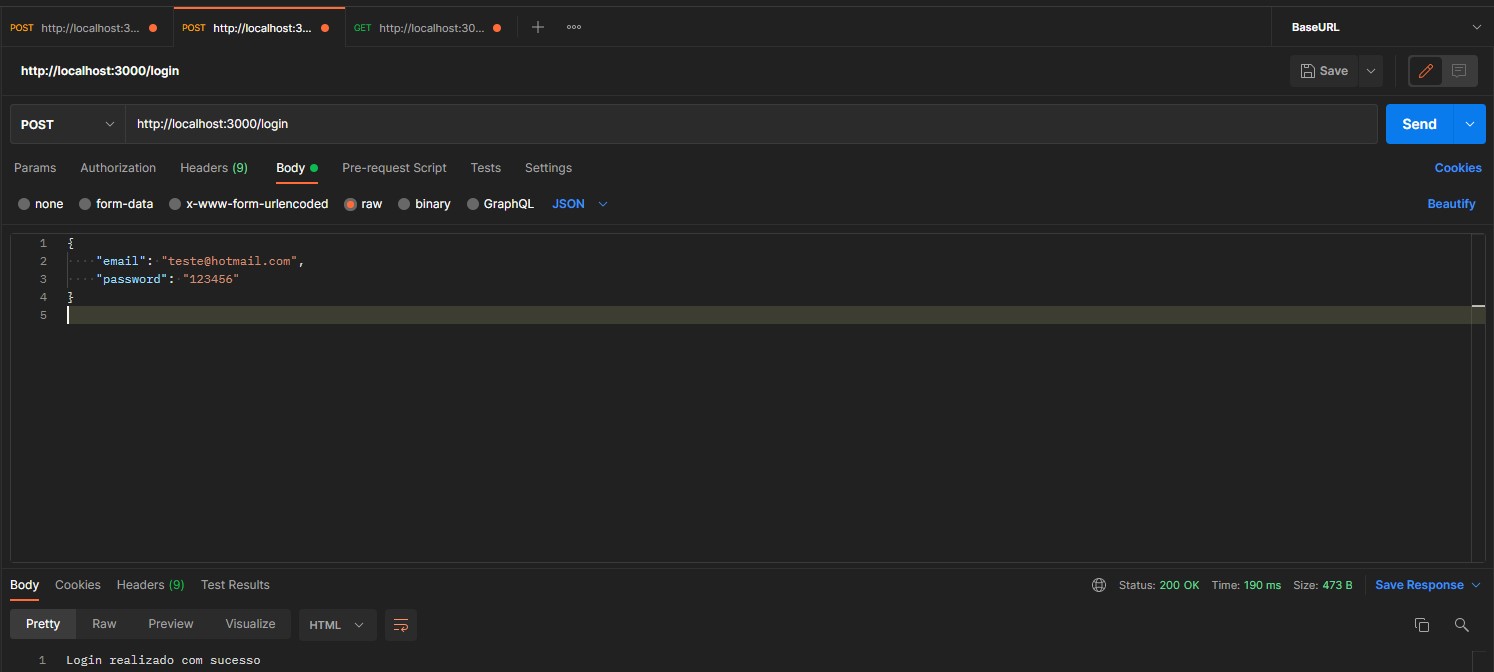 POST http://localhost:3... POST http://localhost:3... GET http://localhost:30... BaseURL
http://localhost:3000/login Save
POST http://localhost:3000/login Send
Params Authorization Headers (9) Body Pre-request Script Tests Settings Cookies
none form-data x-www-form-urlencoded raw binary GraphQL JSON Beautify
1 {
2 "email": "teste@hotmail.com",
3 "password": "123456"
4 }
5
Body Cookies Headers (9) Test Results Status: 200 OK Time: 190 ms Size: 473 B Save Response
Pretty Raw Preview Visualize HTML
1 Login realizado com sucesso